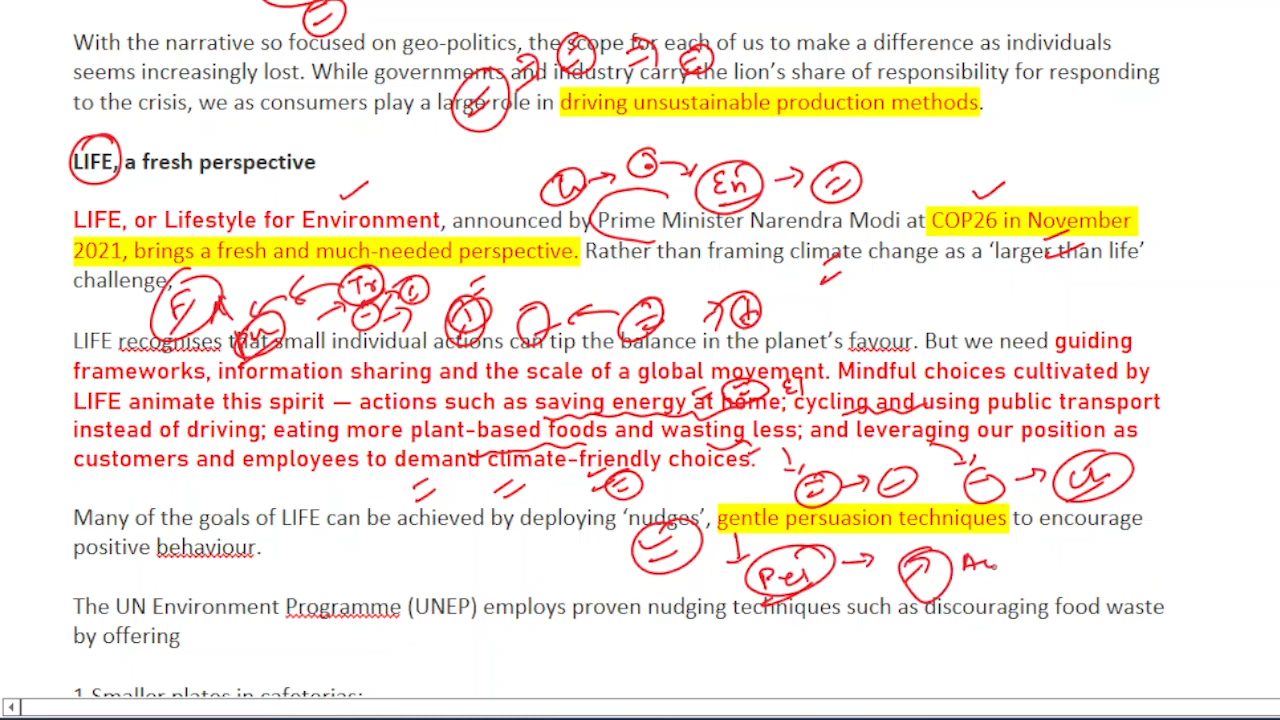 With the narrative so focused on geo-politics, the scope for each of us to make a difference as individuals
seems increasingly lost. While governments and industry carry the lion's share of responsibility for responding
to the crisis, we as consumers play a large role in driving unsustainable production methods.
LIFE, a fresh perspective
En
LIFE, or Lifestyle for Environment, announced by Prime Minister Narendra Modi at COP26 in November
2021, brings a fresh and much-needed perspective. Rather than framing climate change as a 'larger than life'
challenge,
LIFE recognises that small individual actions can tip the balance in the planet's favour. But we need guiding
frameworks, information sharing and the scale of a global movement. Mindful choices cultivated by
LIFE animate this spirit — actions such as saving energy at home; cycling and using public transport
instead of driving; eating more plant-based foods and wasting less; and leveraging our position as
customers and employees to demand climate-friendly choices.
Many of the goals of LIFE can be achieved by deploying 'nudges', gentle persuasion techniques to encourage
positive behaviour.
The UN Environment Programme (UNEP) employs proven nudging techniques such as discouraging food waste
by offering
1 Smaller plates in cafeterias;